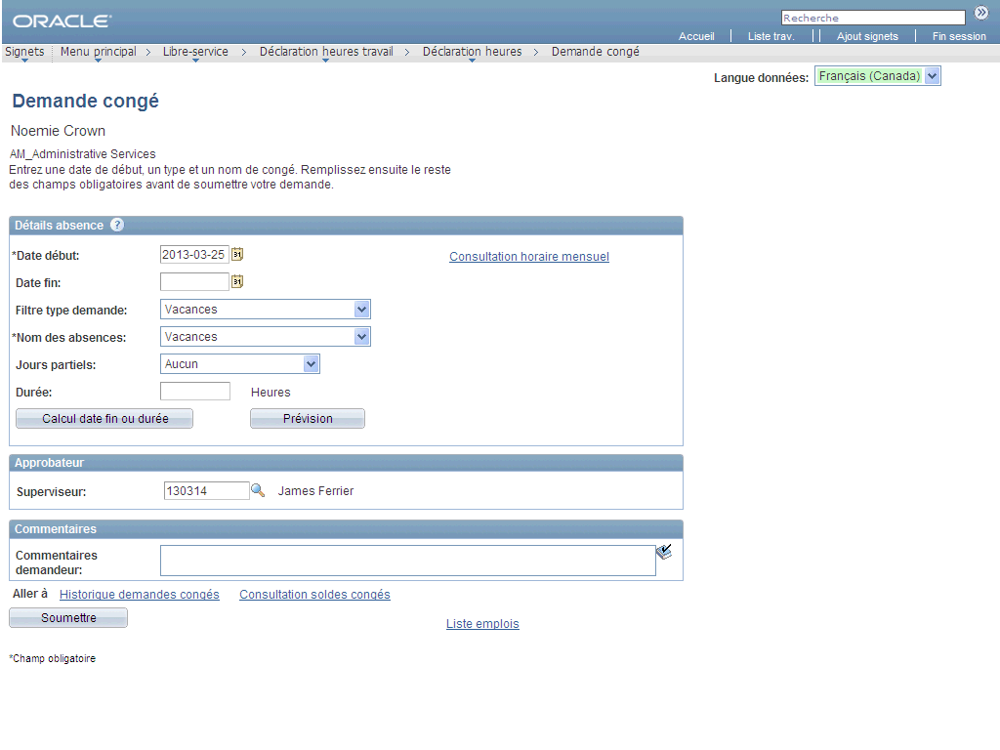 ORACLE
Recherche
Accueil | Liste trav. | | Ajout signets | Fin session
Signets Menu principal > Libre-service > Déclaration heures travail > Déclaration heures > Demande congé
Langue données: Français (Canada)
Demande congé
Noemie Crown
AM_Administrative Services
Entrez une date de début, un type et un nom de congé. Remplissez ensuite le reste
des champs obligatoires avant de soumettre votre demande.
Détails absence ?
*Date début: 2013-03-25 31 Consultation horaire mensuel
Date fin: 31
Filtre type demande: Vacances
*Nom des absences: Vacances
Jours partiels: Aucun
Durée: Heures
Calcul date fin ou durée Prévision
Approbateur
Superviseur: 130314 James Ferrier
Commentaires
Commentaires
demandeur:
Aller à Historique demandes congés Consultation soldes congés
Soumettre
Liste emplois
*Champ obligatoire